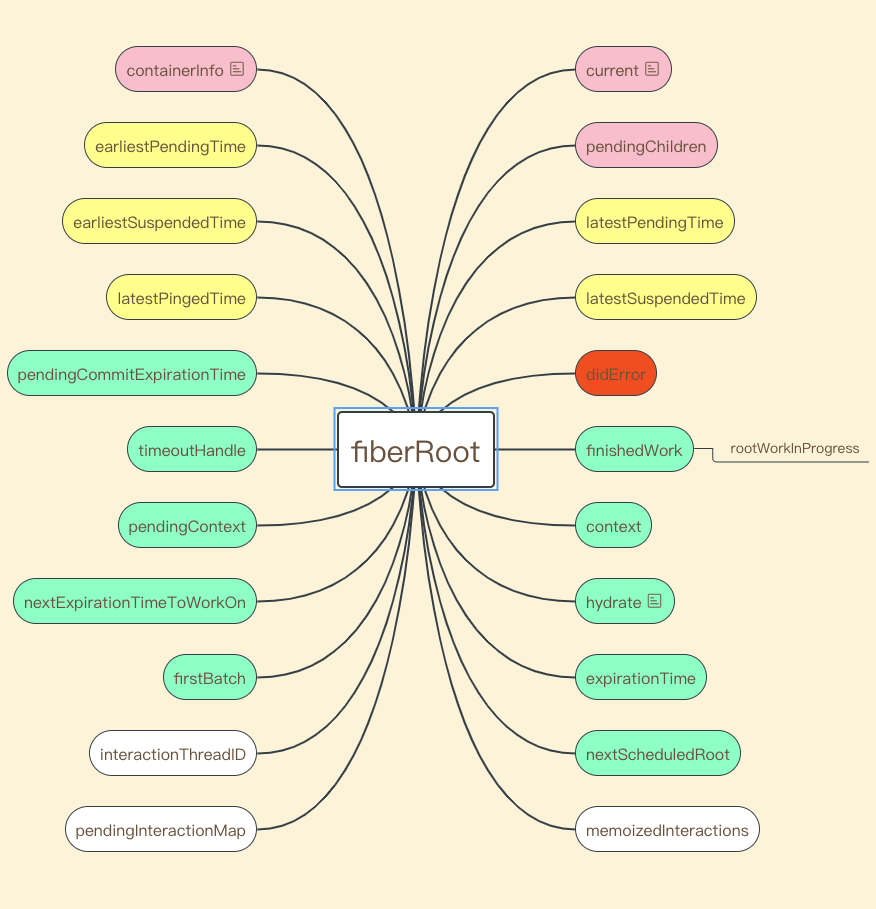 containerInfo
current
earliestPendingTime
pendingChildren
earliestSuspendedTime
latestPendingTime
latestPingedTime
latestSuspendedTime
pendingCommitExpirationTime
didError
timeoutHandle
fiberRoot
finishedWork
rootWorkInProgress
pendingContext
context
nextExpirationTimeToWorkOn
hydrate
firstBatch
expirationTime
interactionThreadID
nextScheduledRoot
pendingInteractionMap
memoizedInteractions